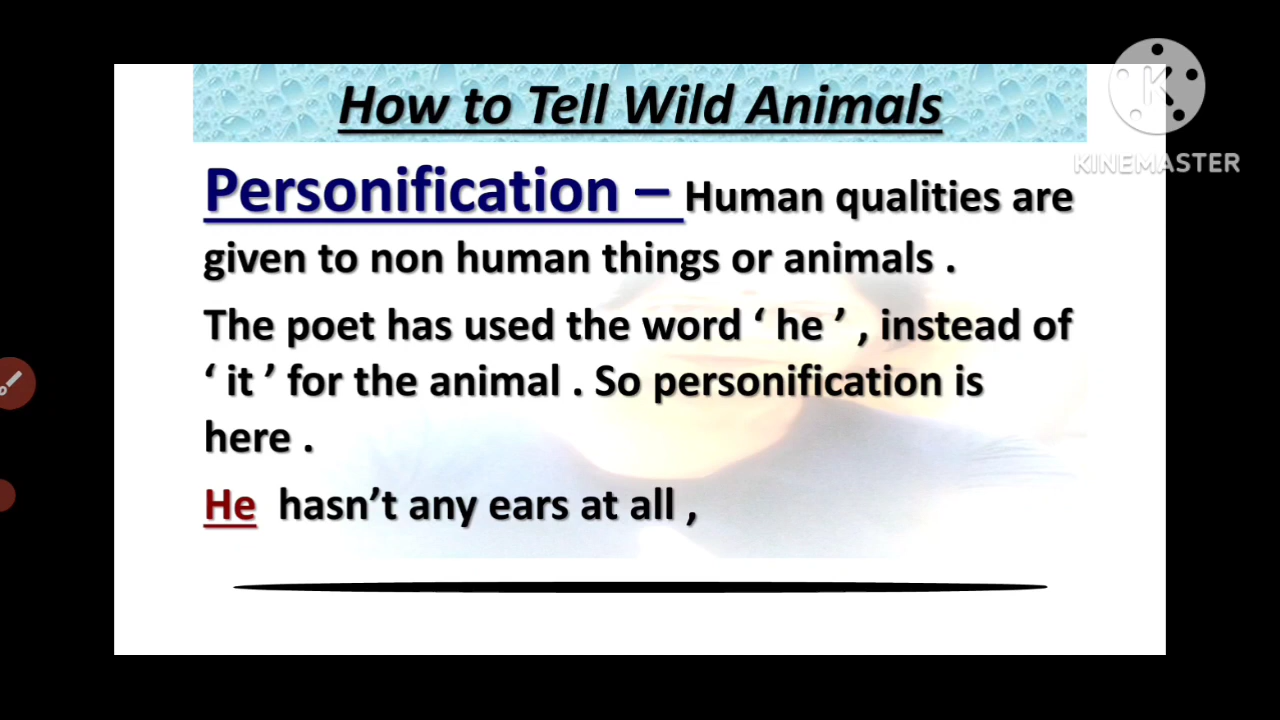 How to Tell Wild Animals
KINEMASTER
Personification – Human qualities are
given to non human things or animals .
The poet has used the word ‘ he ’ , instead of
‘ it ’ for the animal . So personification is
here .
He hasn’t any ears at all ,